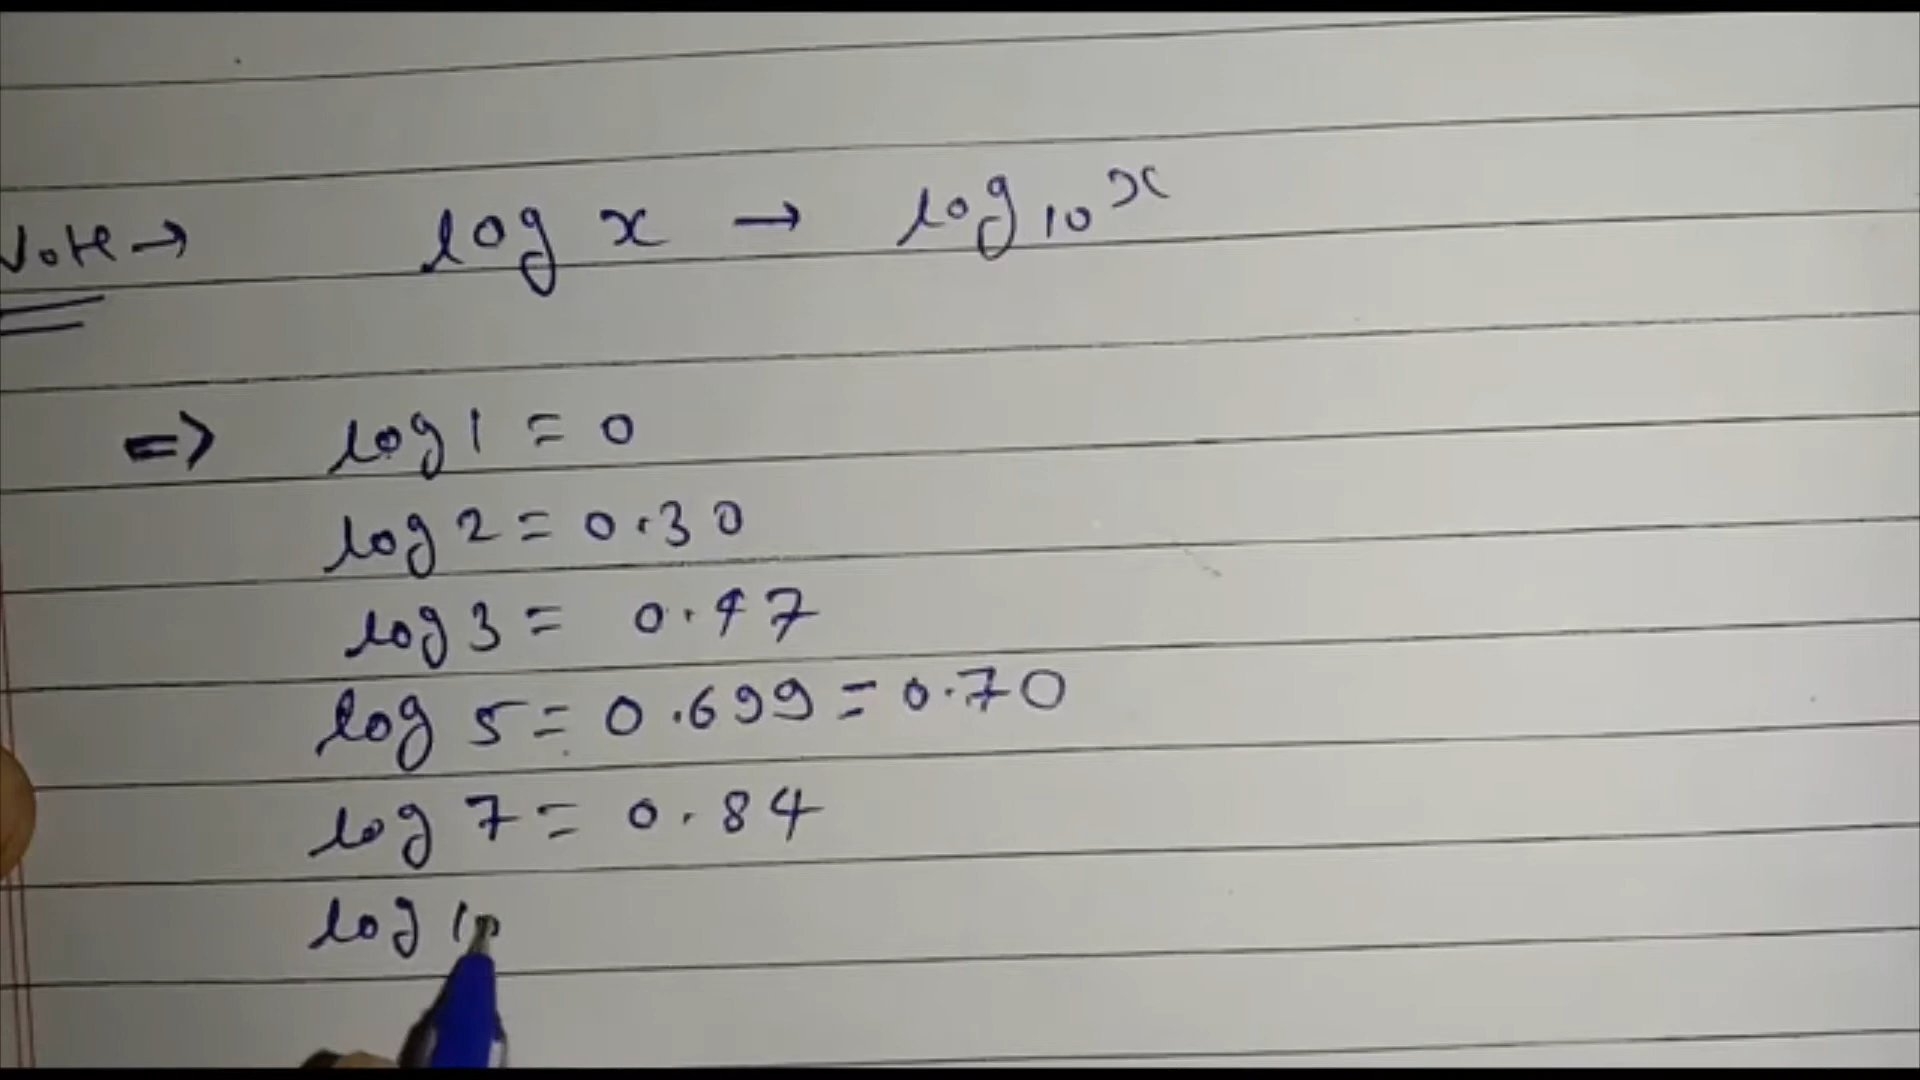 Note → log x → log₁₀x
⇒ log 1 = 0
log 2 = 0.30
log 3 = 0.47
log 5 = 0.699 = 0.70
log 7 = 0.84
log 10